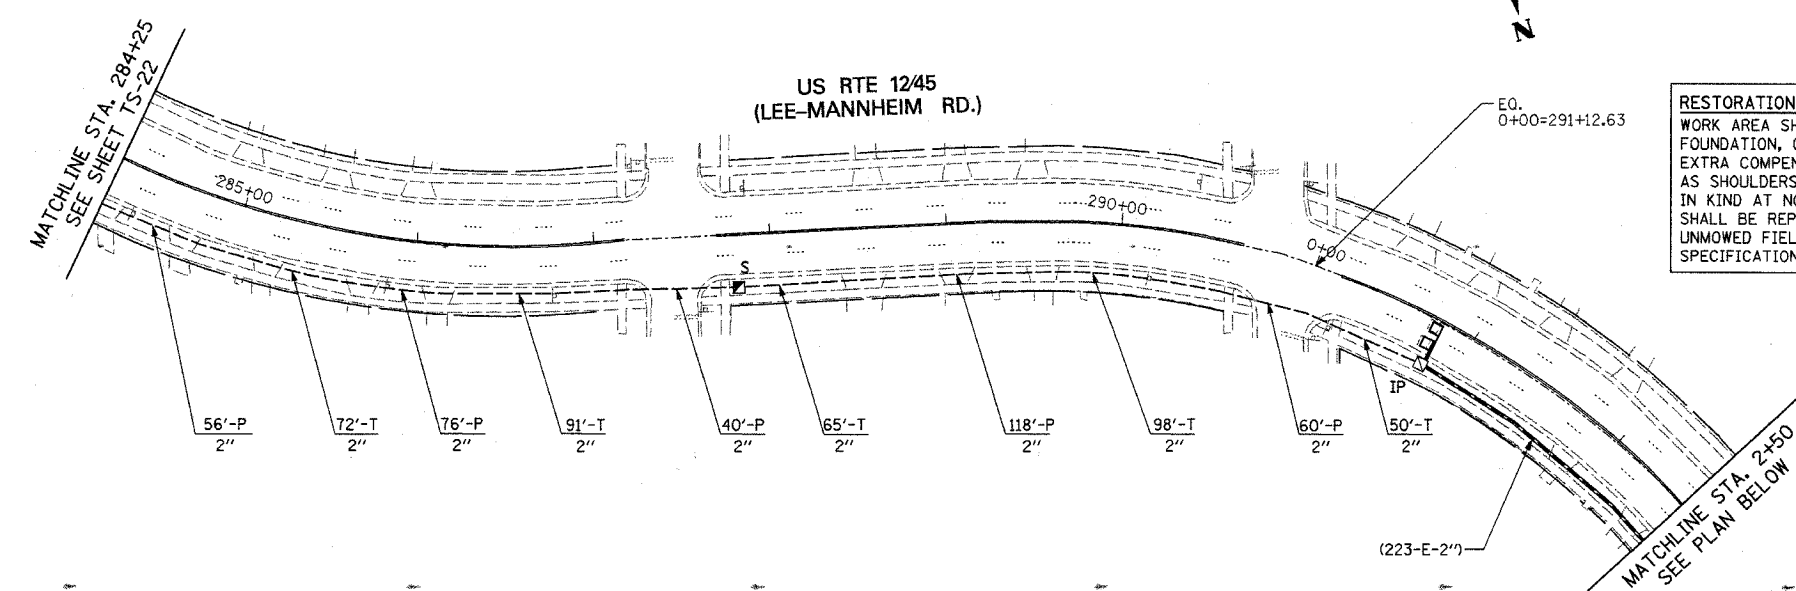 N
MATCHLINE STA. 284+25
SEE SHEET TS-22
US RTE 12/45
(LEE-MANNHEIM RD.)
EQ.
0+00=291+12.63
RESTORATION
WORK AREA SH
FOUNDATION, C
EXTRA COMPEN
AS SHOULDERS
IN KIND AT NO
SHALL BE REP
UNMOWED FIEL
SPECIFICATION
285+00
290+00
0+00
S
IP
56'-P
2"
72'-T
2"
76'-P
2"
91'-T
2"
40'-P
2"
65'-T
2"
118'-P
2"
98'-T
2"
60'-P
2"
50'-T
2"
(223-E-2")
MATCHLINE STA. 2+50
SEE PLAN BELOW